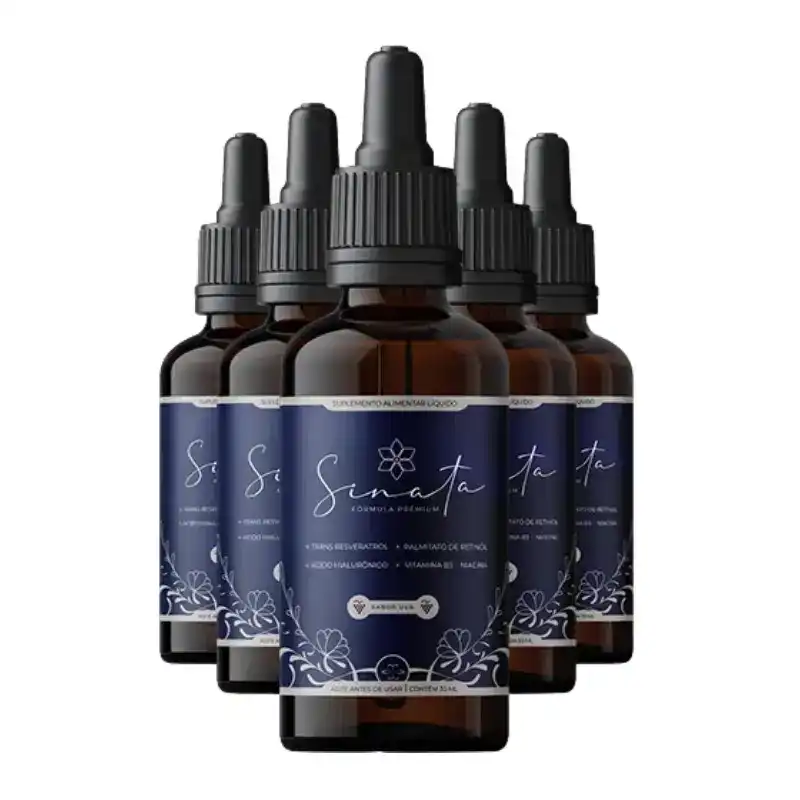 SUPLEMENTO ALIMENTAR LÍQUIDO
Sinata
FÓRMULA PREMIUM
+ TRANS RESVERATROL + PALMITATO DE RETINOL
+ ÁCIDO HIALURÔNICO + VITAMINA B3 NIACINA
SABOR UVA
AGITE ANTES DE USAR | CONTÉM 30 ML